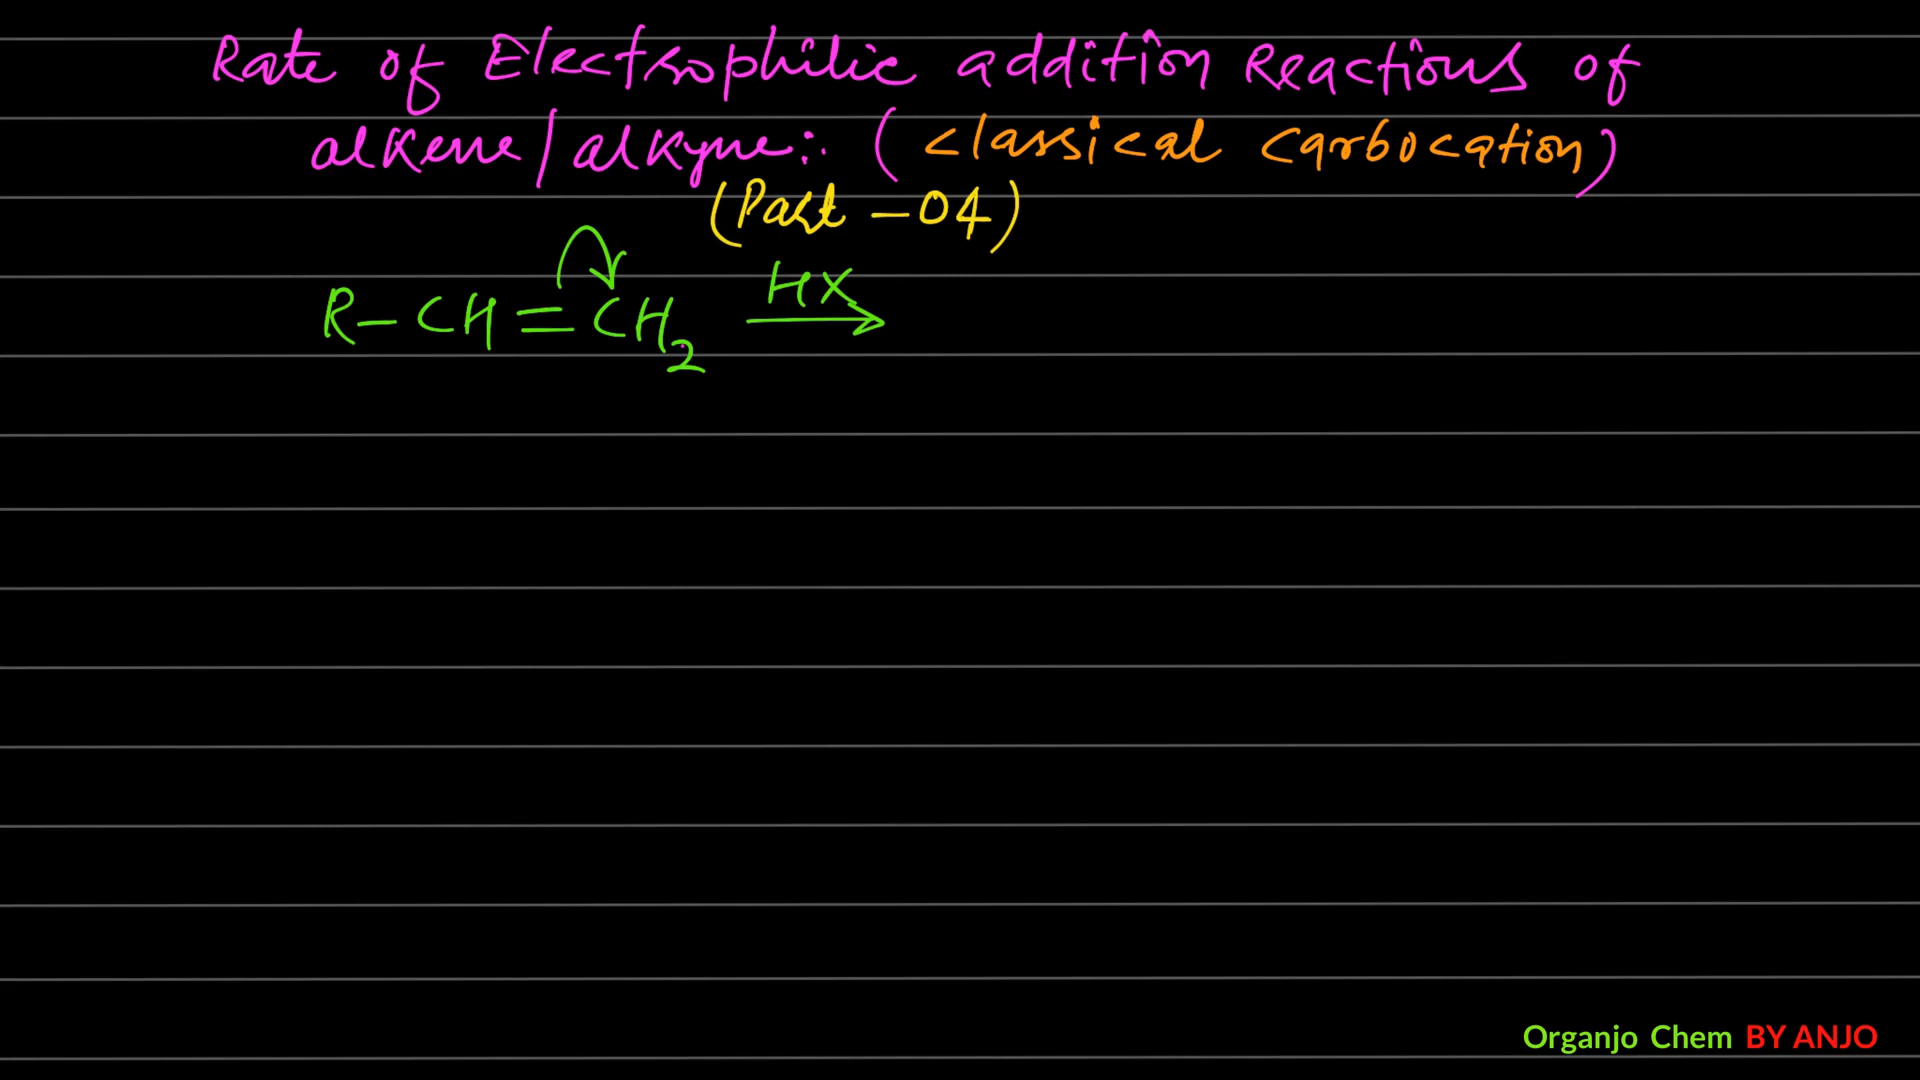 Rate of Electrophilic addition Reactions of
alkene/alkyne:. (classical carbocation)
(Part - 04)
HX
R-CH=CH₂ →
Organjo Chem BY ANJO